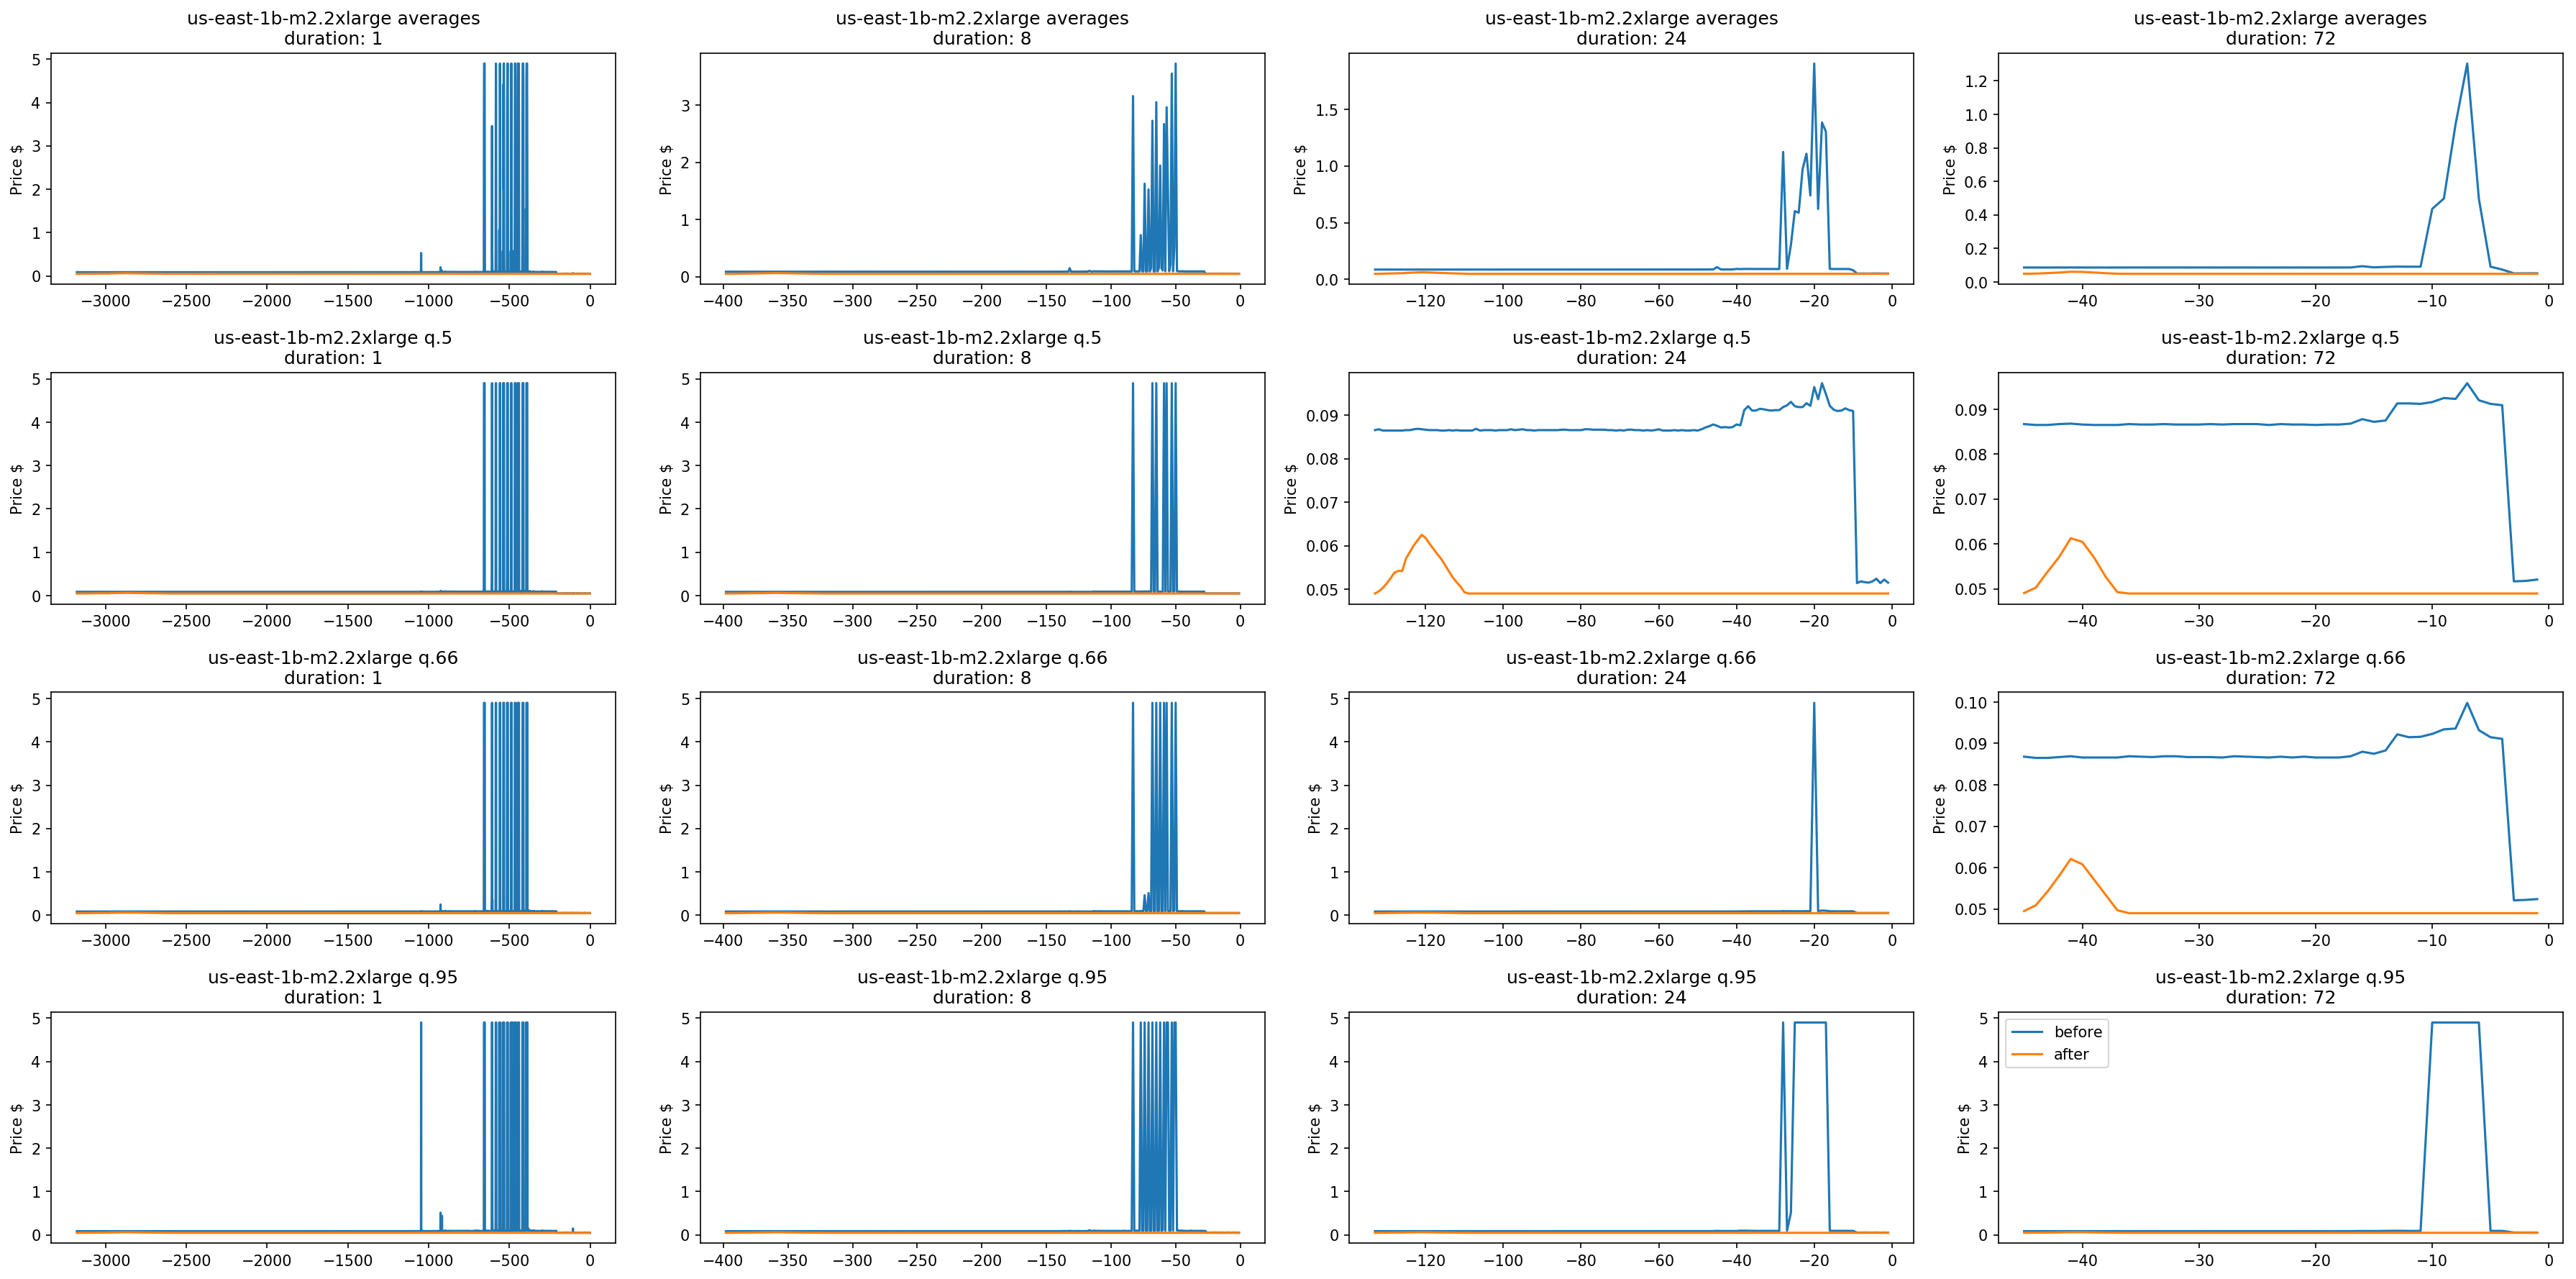 us-east-1b-m2.2xlarge averages
duration: 1
Price $
5
4
3
2
1
0
−3000 −2500 −2000 −1500 −1000 −500 0
us-east-1b-m2.2xlarge averages
duration: 8
Price $
3
2
1
0
−400 −350 −300 −250 −200 −150 −100 −50 0
us-east-1b-m2.2xlarge averages
duration: 24
Price $
1.5
1.0
0.5
0.0
−120 −100 −80 −60 −40 −20 0
us-east-1b-m2.2xlarge averages
duration: 72
Price $
1.2
1.0
0.8
0.6
0.4
0.2
0.0
−40 −30 −20 −10 0
us-east-1b-m2.2xlarge q.5
duration: 1
Price $
5
4
3
2
1
0
−3000 −2500 −2000 −1500 −1000 −500 0
us-east-1b-m2.2xlarge q.5
duration: 8
Price $
5
4
3
2
1
0
−400 −350 −300 −250 −200 −150 −100 −50 0
us-east-1b-m2.2xlarge q.5
duration: 24
Price $
0.09
0.08
0.07
0.06
0.05
−120 −100 −80 −60 −40 −20 0
us-east-1b-m2.2xlarge q.5
duration: 72
Price $
0.09
0.08
0.07
0.06
0.05
−40 −30 −20 −10 0
us-east-1b-m2.2xlarge q.66
duration: 1
Price $
5
4
3
2
1
0
−3000 −2500 −2000 −1500 −1000 −500 0
us-east-1b-m2.2xlarge q.66
duration: 8
Price $
5
4
3
2
1
0
−400 −350 −300 −250 −200 −150 −100 −50 0
us-east-1b-m2.2xlarge q.66
duration: 24
Price $
5
4
3
2
1
0
−120 −100 −80 −60 −40 −20 0
us-east-1b-m2.2xlarge q.66
duration: 72
Price $
0.10
0.09
0.08
0.07
0.06
0.05
−40 −30 −20 −10 0
us-east-1b-m2.2xlarge q.95
duration: 1
Price $
5
4
3
2
1
0
−3000 −2500 −2000 −1500 −1000 −500 0
us-east-1b-m2.2xlarge q.95
duration: 8
Price $
5
4
3
2
1
0
−400 −350 −300 −250 −200 −150 −100 −50 0
us-east-1b-m2.2xlarge q.95
duration: 24
Price $
5
4
3
2
1
0
−120 −100 −80 −60 −40 −20 0
us-east-1b-m2.2xlarge q.95
duration: 72
Price $
5
4
3
2
1
0
before
after
−40 −30 −20 −10 0